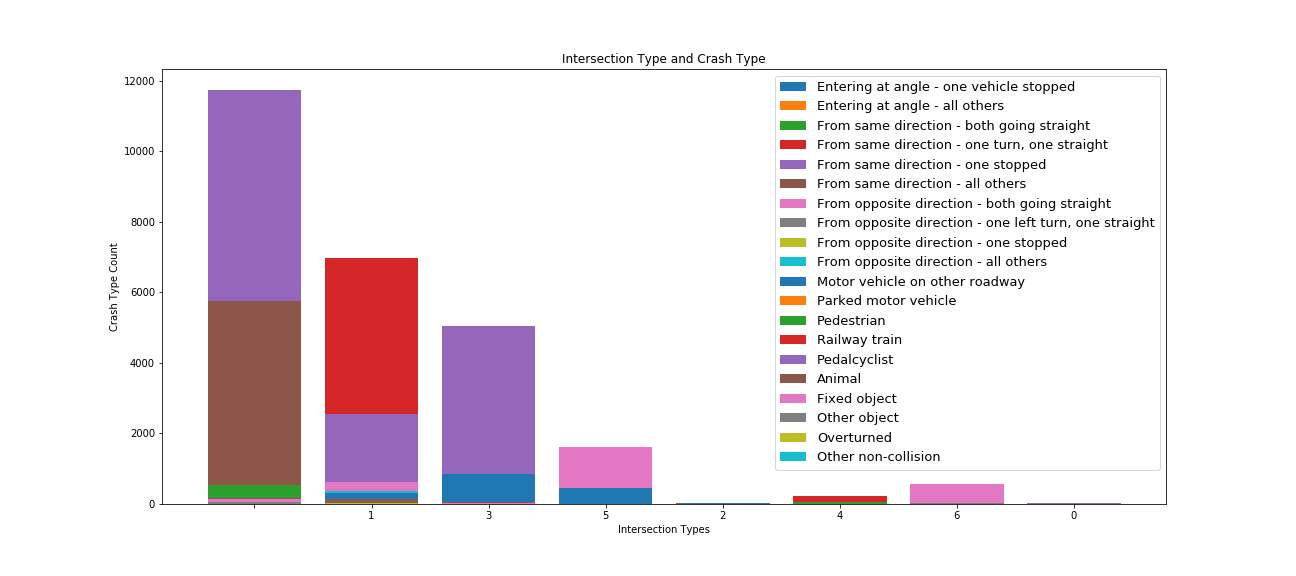 Intersection Type and Crash Type
Crash Type Count
12000
10000
8000
6000
4000
2000
0
Entering at angle - one vehicle stopped
Entering at angle - all others
From same direction - both going straight
From same direction - one turn, one straight
From same direction - one stopped
From same direction - all others
From opposite direction - both going straight
From opposite direction - one left turn, one straight
From opposite direction - one stopped
From opposite direction - all others
Motor vehicle on other roadway
Parked motor vehicle
Pedestrian
Railway train
Pedalcyclist
Animal
Fixed object
Other object
Overturned
Other non-collision
1 3 5 2 4 6 0
Intersection Types